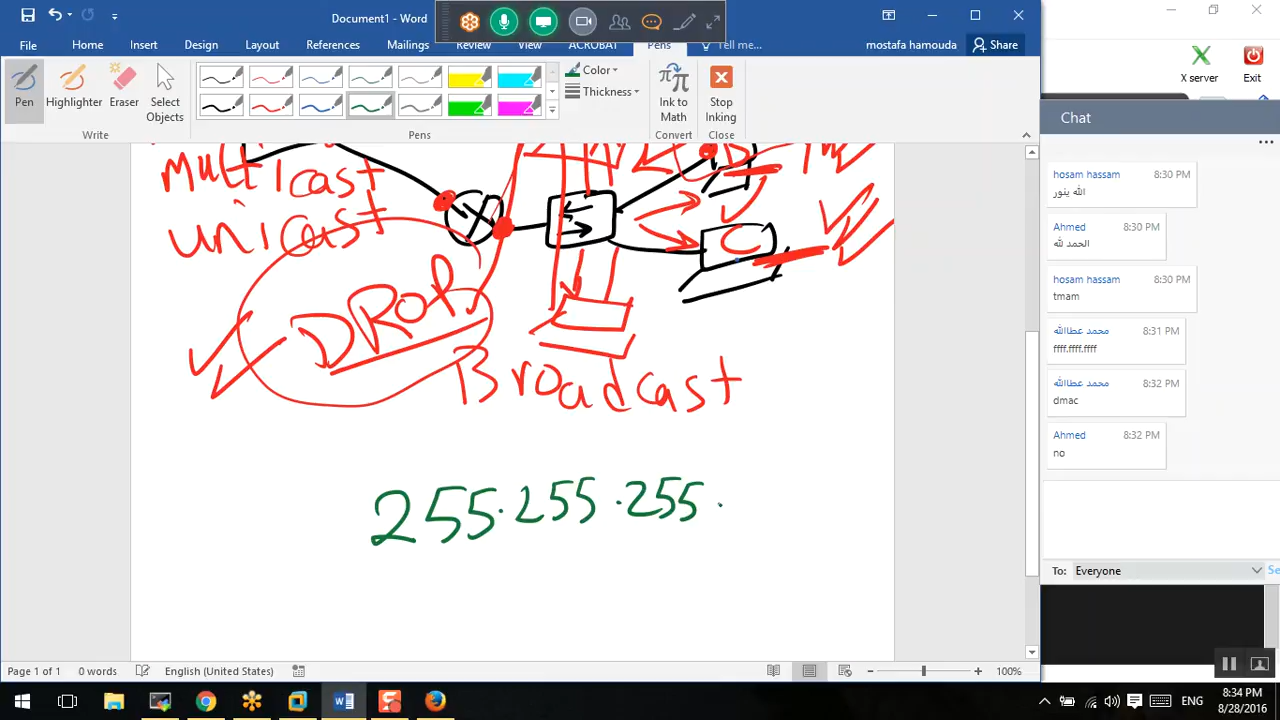 Document1 - Word
File
Home
Insert
Design
Layout
References
Mailings
Review
View
ACROBAT
Pens
Tell me...
mostafa hamouda
Share
Pen
Highlighter
Eraser
Select Objects
Write
Pens
Color
Thickness
Ink to Math
Convert
Stop Inking
Close
X server
Exit
Chat
hosam hassam 8:30 PM
الله ينور
Ahmed 8:30 PM
الحمد لله
hosam hassam 8:30 PM
tmam
محمد عطاالله 8:31 PM
ffff.ffff.ffff
محمد عطاالله 8:32 PM
dmac
Ahmed 8:32 PM
no
To: Everyone
Se
multicast
unicast
DROP
C
Broadcast
255.255.255.
Page 1 of 1
0 words
English (United States)
100%
ENG
8:34 PM
8/28/2016